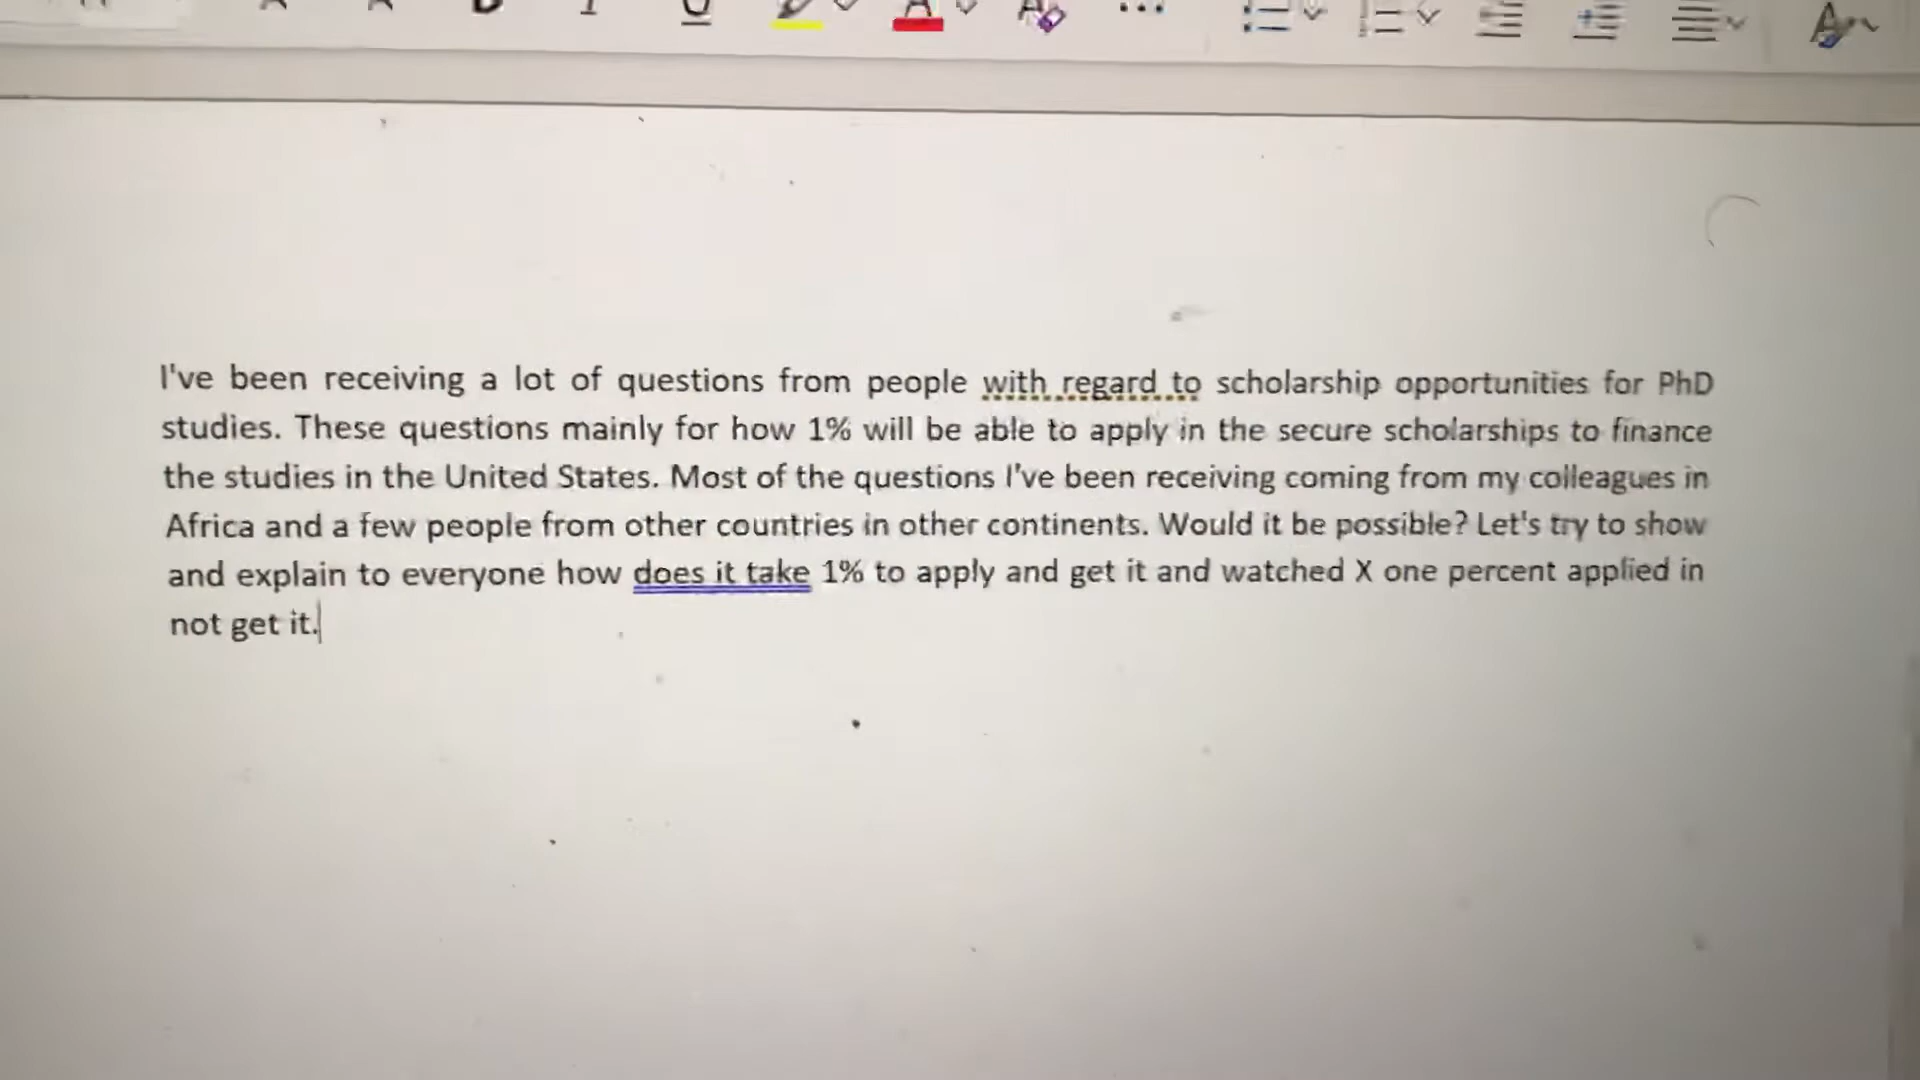 I've been receiving a lot of questions from people with regard to scholarship opportunities for PhD
studies. These questions mainly for how 1% will be able to apply in the secure scholarships to finance
the studies in the United States. Most of the questions I've been receiving coming from my colleagues in
Africa and a few people from other countries in other continents. Would it be possible? Let's try to show
and explain to everyone how does it take 1% to apply and get it and watched X one percent applied in
not get it.